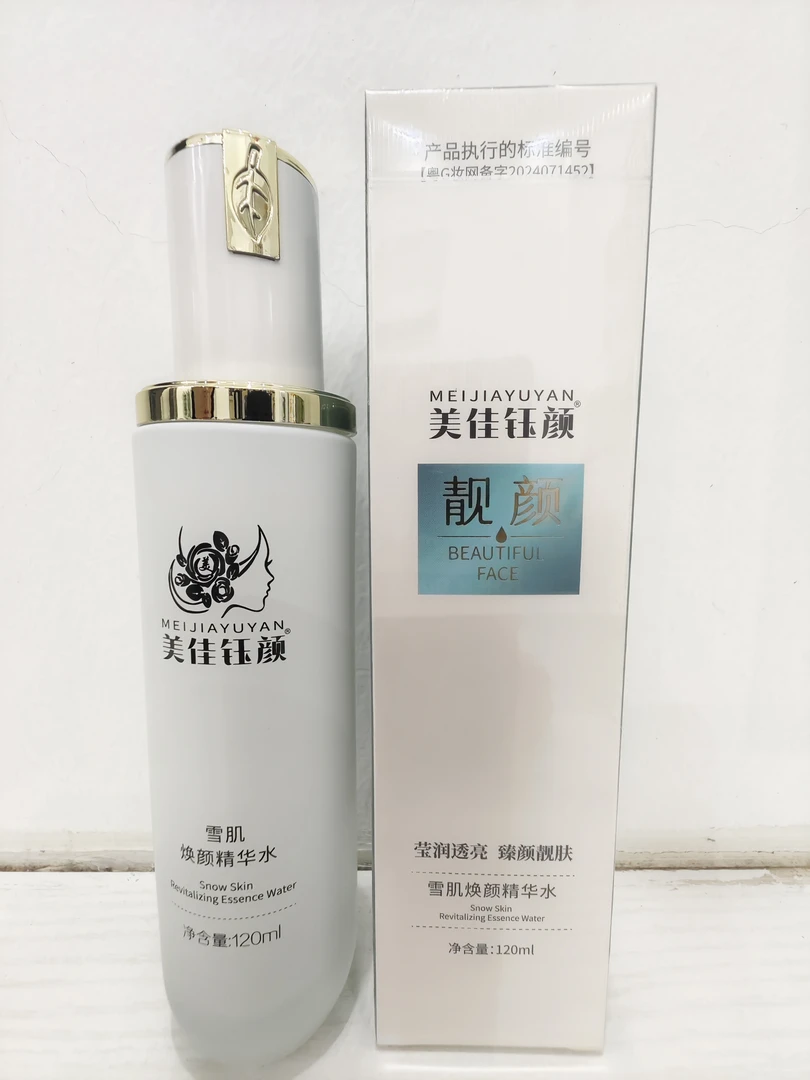 美
MEIJIAYUYAN
美佳钰颜®
雪肌
焕颜精华水
Snow Skin
Revitalizing Essence Water
净含量:120ml
产品执行的标准编号
[粤G妆网备字2024071452]
MEIJIAYUYAN
美佳钰颜®
靓颜
BEAUTIFUL
FACE
莹润透亮 臻颜靓肤
雪肌焕颜精华水
Snow Skin
Revitalizing Essence Water
净含量:120ml